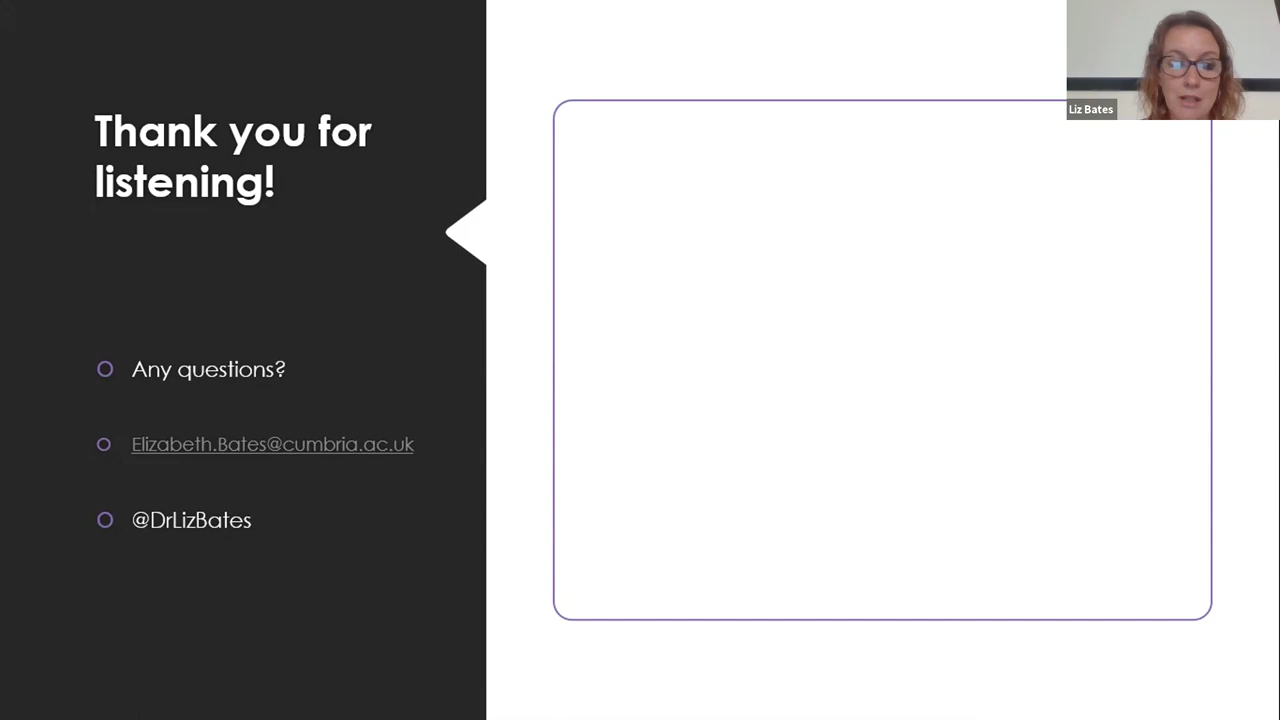 Thank you for
listening!
Any questions?
Elizabeth.Bates@cumbria.ac.uk
@DrLizBates
Liz Bates